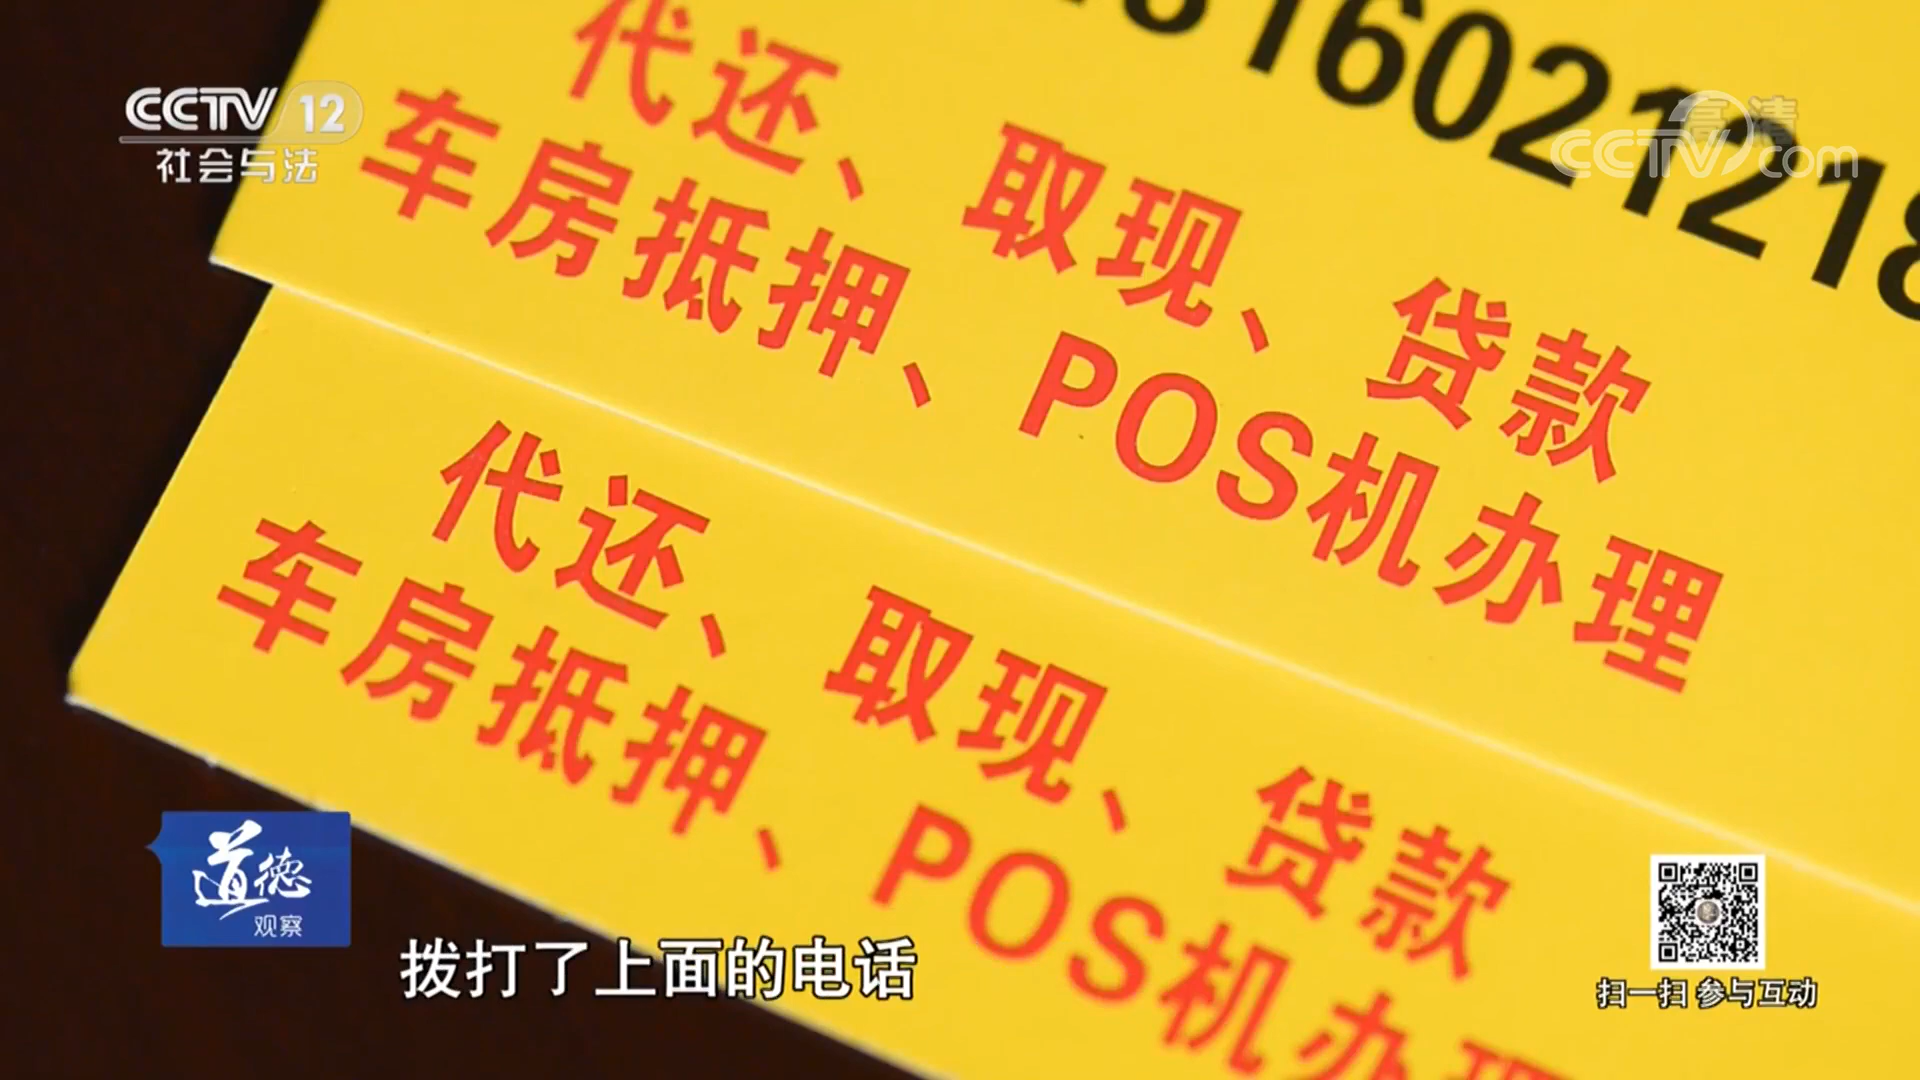 CCTV 12
社会与法
高清
CCTV com
16021218
代还、取现、贷款
车房抵押、POS机办理
代还、取现、贷款
车房抵押、POS机办理
道德
观察
拨打了上面的电话
扫一扫 参与互动